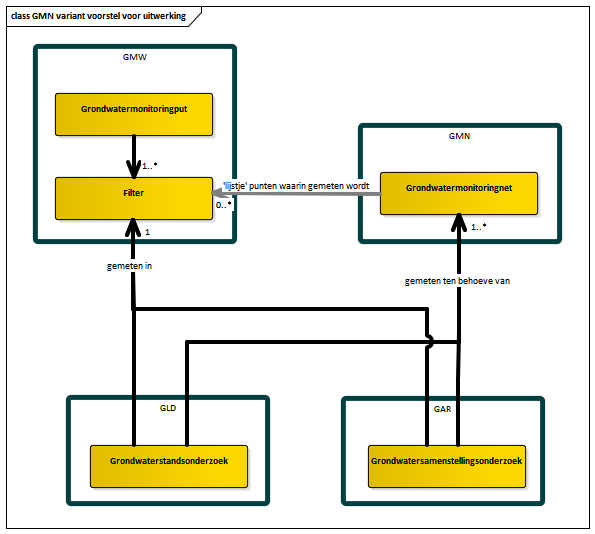 class GMN variant voorstel voor uitwerking
GMW
Grondwatermonitoringput
1..*
Filter
'lijstje' punten waarin gemeten wordt
0..*
1
gemeten in
GMN
Grondwatermonitoringnet
1..*
gemeten ten behoeve van
GLD
Grondwaterstandsonderzoek
GAR
Grondwatersamenstellingsonderzoek